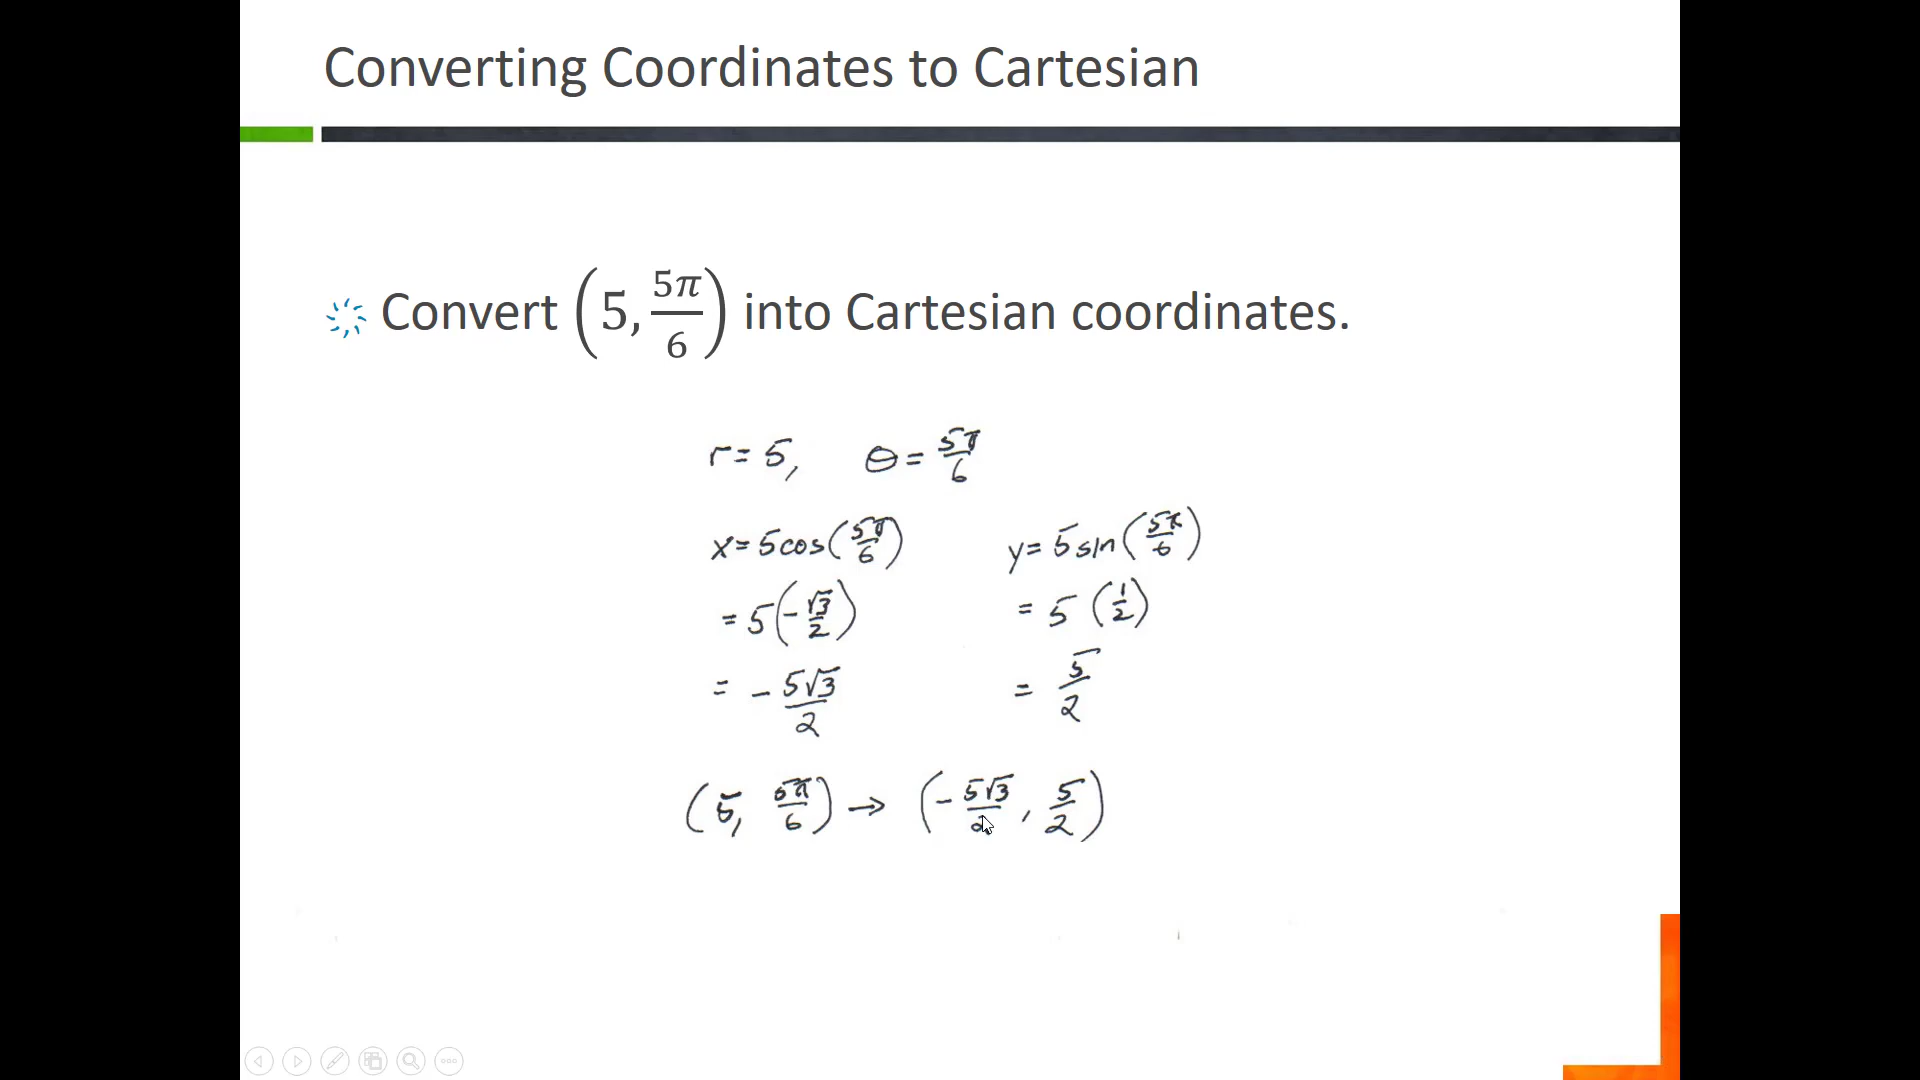 Converting Coordinates to Cartesian
Convert (5, 5π/6) into Cartesian coordinates.
r = 5, θ = 5π/6
x = 5cos(5π/6) y = 5sin(5π/6)
= 5(-√3/2) = 5(1/2)
= -5√3/2 = 5/2
(5, 5π/6) → (-5√3/2, 5/2)